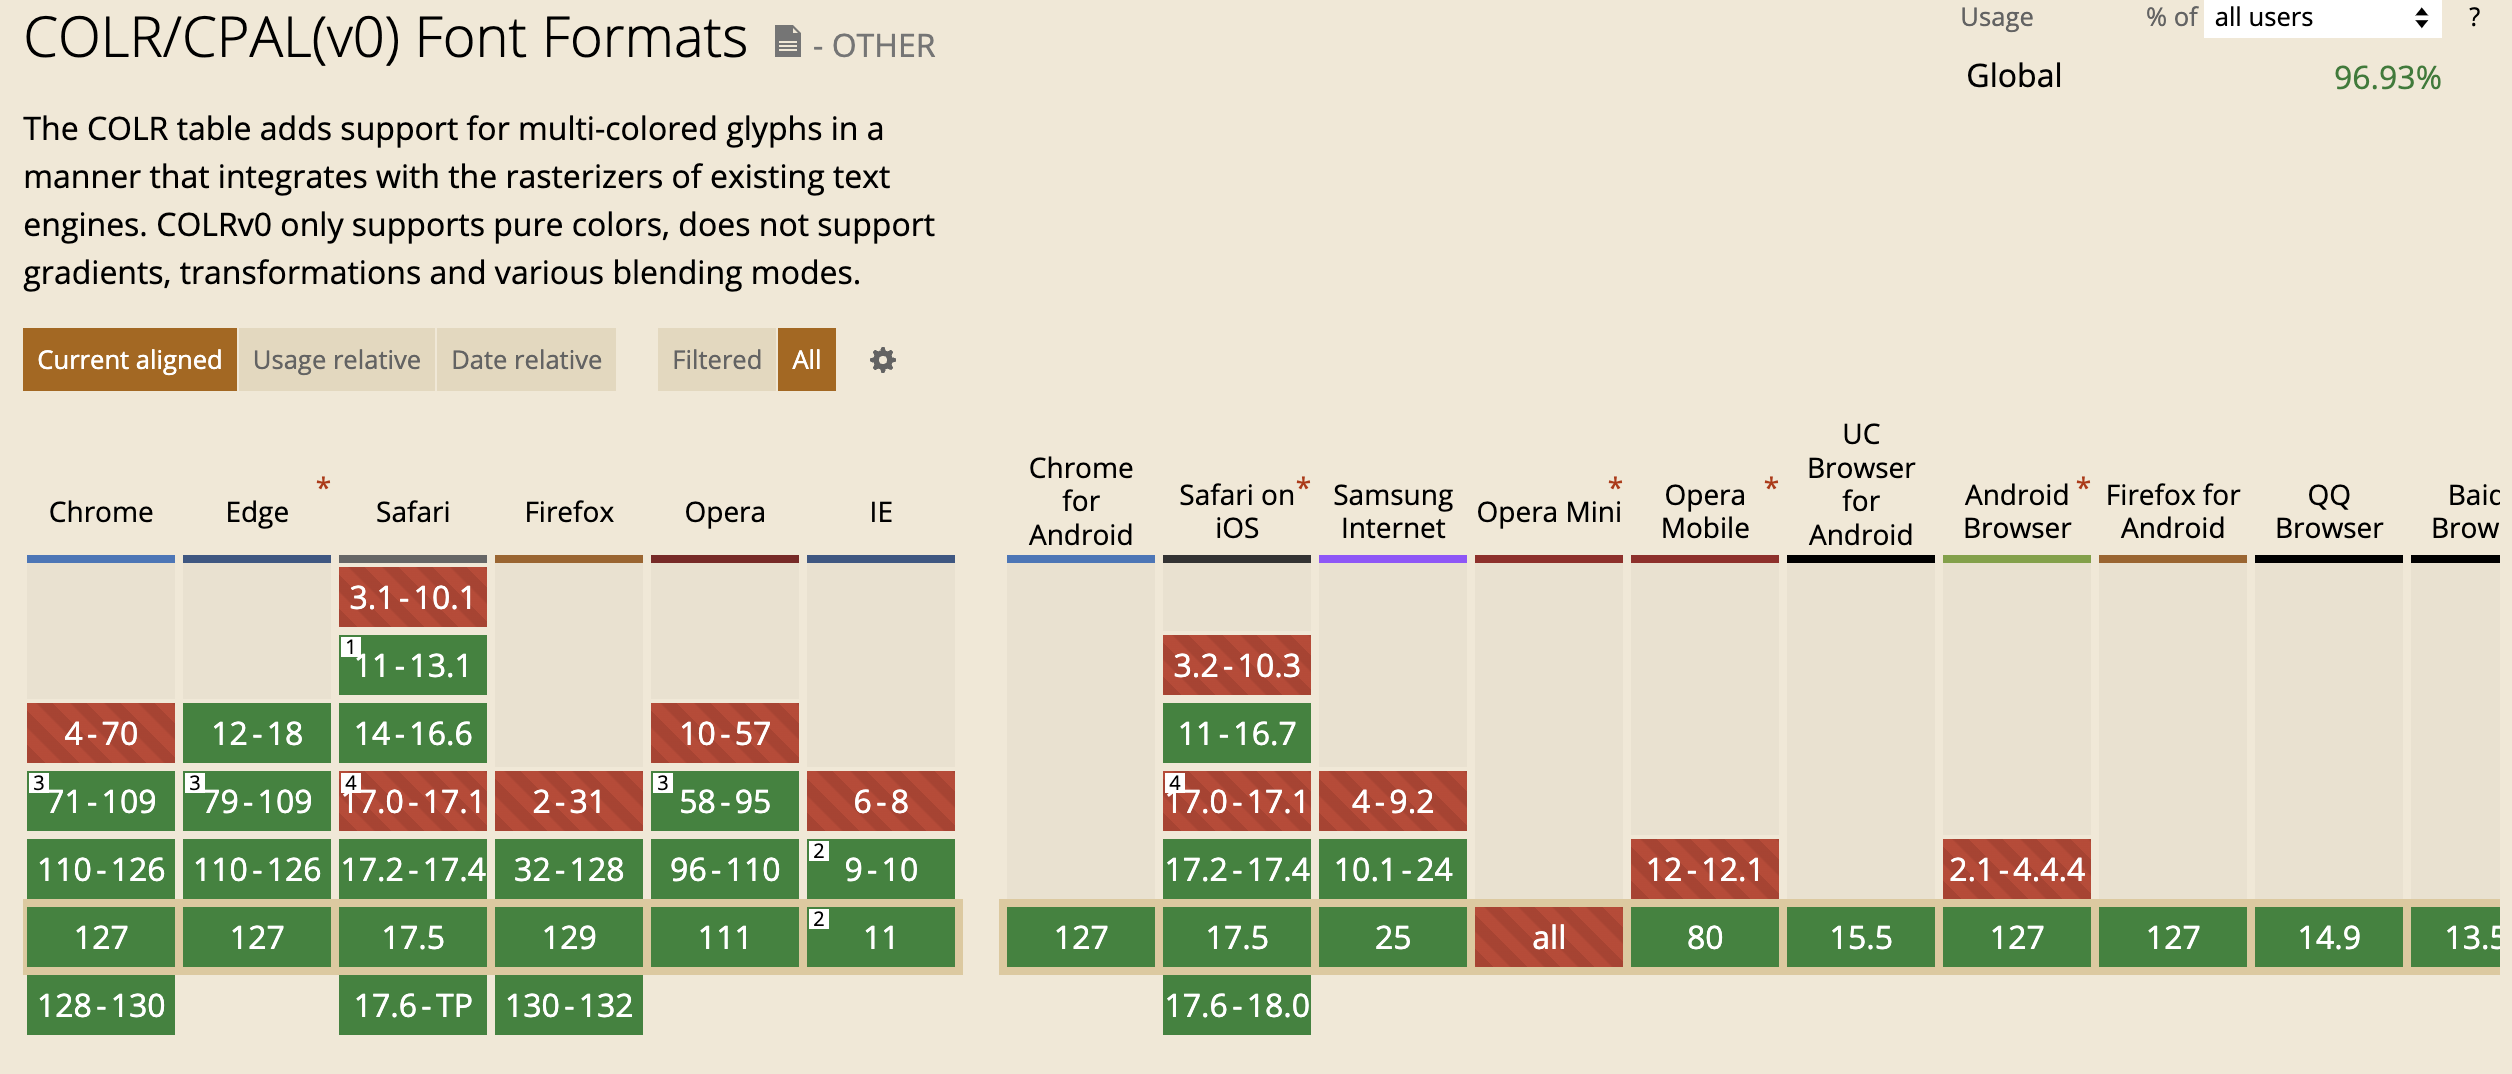 COLR/CPAL(v0) Font Formats - OTHER
Usage % of all users ?
Global 96.93%
The COLR table adds support for multi-colored glyphs in a
manner that integrates with the rasterizers of existing text
engines. COLRv0 only supports pure colors, does not support
gradients, transformations and various blending modes.
Current aligned Usage relative Date relative Filtered All
Chrome
Edge *
Safari
Firefox
Opera
IE
Chrome
for
Android
Safari on *
iOS
Samsung
Internet
Opera Mini *
Opera *
Mobile
UC
Browser
for
Android
Android *
Browser
Firefox for
Android
QQ
Browser
Baid
Brow
3.1-10.1
1 11-13.1 3.2-10.3
4-70 12-18 14-16.6 10-57 11-16.7
3 71-109 3 79-109 4 17.0-17.1 2-31 3 58-95 6-8 4 17.0-17.1 4-9.2
110-126 110-126 17.2-17.4 32-128 96-110 2 9-10 17.2-17.4 10.1-24 12-12.1 2.1-4.4.4
127 127 17.5 129 111 2 11 127 17.5 25 all 80 15.5 127 127 14.9 13.5
128-130 17.6-TP 130-132 17.6-18.0